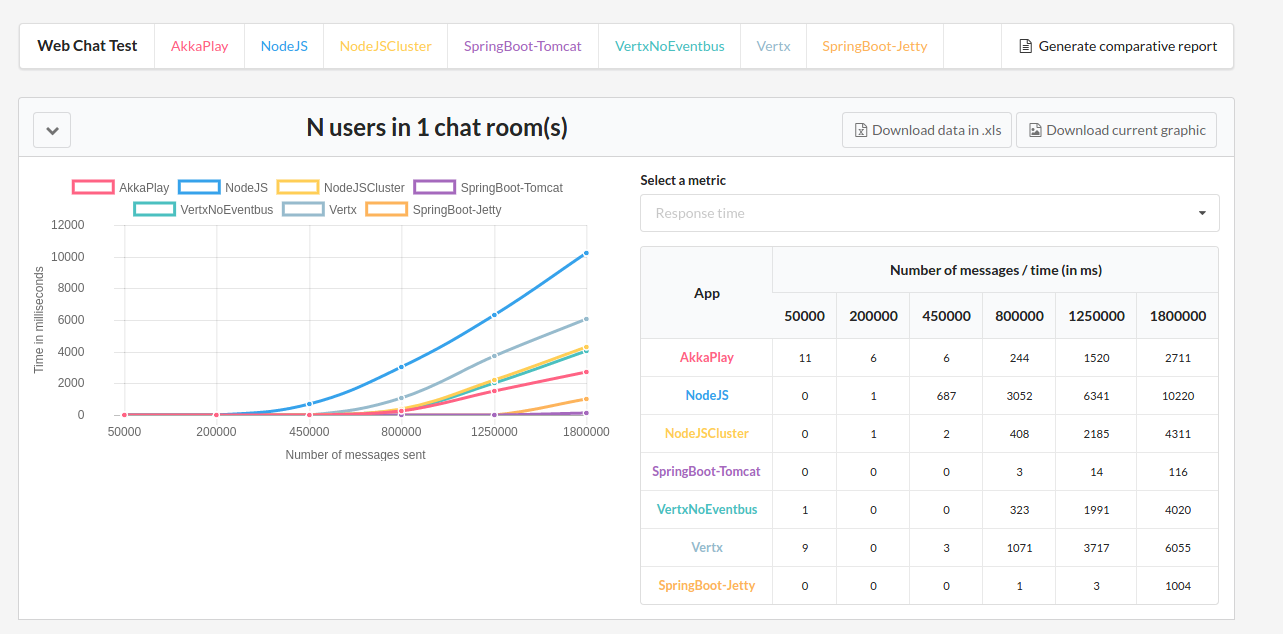 Web Chat Test AkkaPlay NodeJS NodeJSCluster SpringBoot-Tomcat VertxNoEventbus Vertx SpringBoot-Jetty Generate comparative report
N users in 1 chat room(s)
Download data in .xls Download current graphic
AkkaPlay NodeJS NodeJSCluster SpringBoot-Tomcat
VertxNoEventbus Vertx SpringBoot-Jetty
12000
10000
8000
6000
4000
2000
0
Time in milliseconds
50000 200000 450000 800000 1250000 1800000
Number of messages sent
Select a metric
Response time
App
Number of messages / time (in ms)
50000 200000 450000 800000 1250000 1800000
AkkaPlay 11 6 6 244 1520 2711
NodeJS 0 1 687 3052 6341 10220
NodeJSCluster 0 1 2 408 2185 4311
SpringBoot-Tomcat 0 0 0 3 14 116
VertxNoEventbus 1 0 0 323 1991 4020
Vertx 9 0 3 1071 3717 6055
SpringBoot-Jetty 0 0 0 1 3 1004